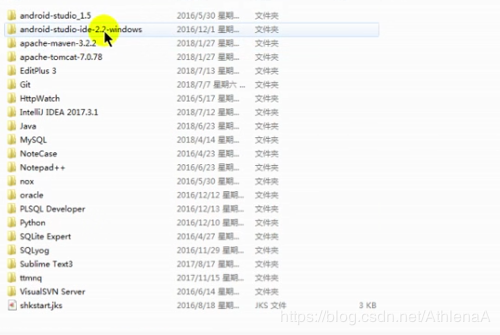 android-studio_1.5 2016/5/30 星期... 文件夹
android-studio-ide-2.2-windows 2016/12/1 星期... 文件夹
apache-maven-3.2.2 2018/1/27 星期... 文件夹
apache-tomcat-7.0.78 2018/1/27 星期... 文件夹
EditPlus 3 2016/4/23 星期... 文件夹
Git 2018/7/7 星期六 ... 文件夹
HttpWatch 2016/5/17 星期... 文件夹
IntelliJ IDEA 2017.3.1 2018/7/12 星期... 文件夹
Java 2018/6/23 星期... 文件夹
MySQL 2018/4/14 星期... 文件夹
NoteCase 2016/4/23 星期... 文件夹
Notepad++ 2016/6/23 星期... 文件夹
nox 2016/5/30 星期... 文件夹
oracle 2016/12/12 星期... 文件夹
PLSQL Developer 2016/12/13 星期... 文件夹
Python 2016/12/10 星期... 文件夹
SQLite Expert 2016/4/27 星期... 文件夹
SQLyog 2016/6/23 星期... 文件夹
Sublime Text3 2017/8/17 星期... 文件夹
ttmnq 2017/11/15 星期... 文件夹
VisualSVN Server 2016/6/21 星期... 文件夹
shkstart.jks 2016/8/18 星期... JKS 文件 3 KB
https://blog.csdn.net/AthlenaA